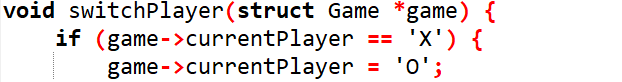 void switchPlayer(struct Game *game) {
    if (game->currentPlayer == 'X') {
        game->currentPlayer = 'O';